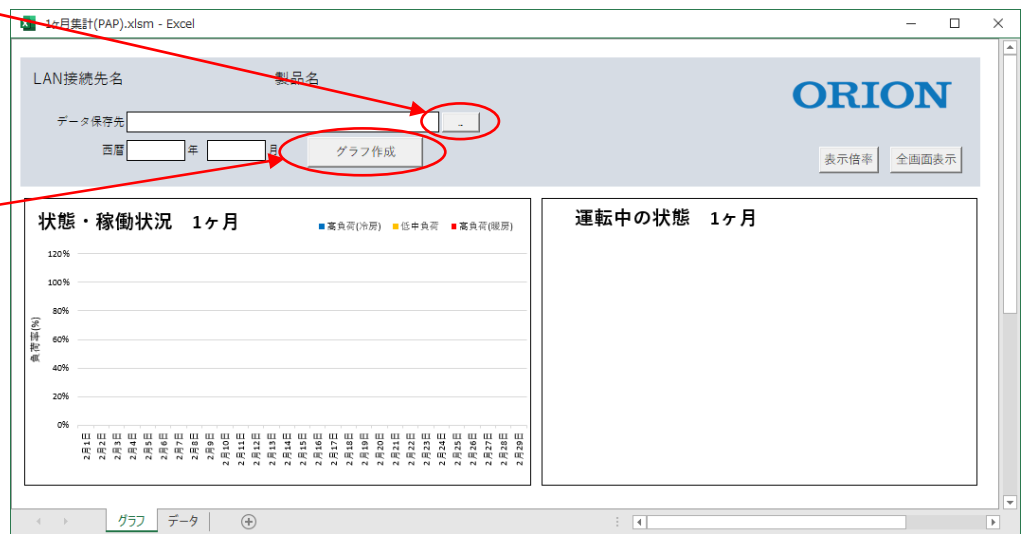 1ヶ月集計(PAP).xlsm - Excel
LAN接続先名 製品名
ORION
データ保存先 ...
西暦 年 月 グラフ作成
表示倍率 全画面表示
状態・稼働状況 1ヶ月
■高負荷(冷房) ■低中負荷 ■高負荷(暖房)
120%
100%
80%
60%
40%
20%
0%
負荷率(%)
2月1日 2月2日 2月3日 2月4日 2月5日 2月6日 2月7日 2月8日 2月9日 2月10日 2月11日 2月12日 2月13日 2月14日 2月15日 2月16日 2月17日 2月18日 2月19日 2月20日 2月21日 2月22日 2月23日 2月24日 2月25日 2月26日 2月27日 2月28日 2月29日
運転中の状態 1ヶ月
グラフ データ